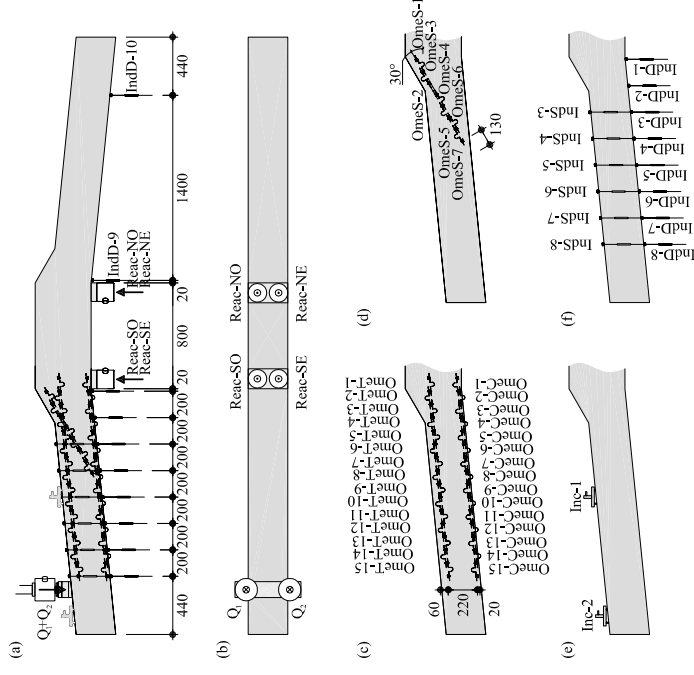 (a)
Q₁+Q₂
Reac-SO
Reac-SE
IndD-9
Reac-NO
Reac-NE
IndD-10
440
200
200
200
200
200
200
200
20
800
20
1400
440
(b)
Q₁
Q₂
Reac-SO
Reac-SE
Reac-NO
Reac-NE
(c)
OmeT-15
OmeT-14
OmeT-13
OmeT-12
OmeT-11
OmeT-10
OmeT-9
OmeT-8
OmeT-7
OmeT-6
OmeT-5
OmeT-4
OmeT-3
OmeT-2
OmeT-1
60
220
20
OmeC-15
OmeC-14
OmeC-13
OmeC-12
OmeC-11
OmeC-10
OmeC-9
OmeC-8
OmeC-7
OmeC-6
OmeC-5
OmeC-4
OmeC-3
OmeC-2
OmeC-1
(d)
30°
OmeS-1
OmeS-2
OmeS-3
OmeS-4
OmeS-5
OmeS-6
OmeS-7
130
(e)
Inc-2
Inc-1
(f)
IndS-8
IndS-7
IndS-6
IndS-5
IndS-4
IndS-3
IndD-8
IndD-7
IndD-6
IndD-5
IndD-4
IndD-3
IndD-2
IndD-1